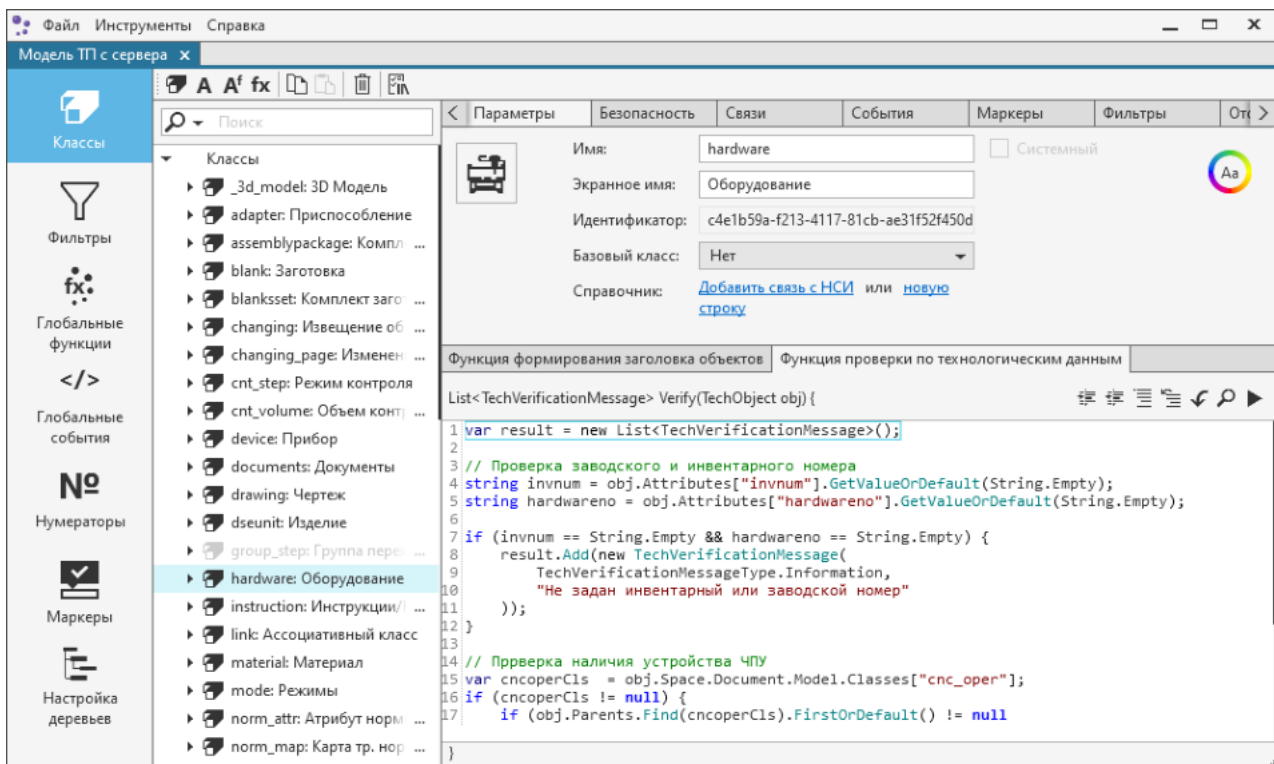 Файл Инструменты Справка
Модель ТП с сервера x
Классы
Фильтры
Глобальные
функции
Глобальные
события
Нумераторы
Маркеры
Настройка
деревьев
Поиск
Классы
_3d_model: 3D Модель
adapter: Приспособление
assemblypackage: Компл ...
blank: Заготовка
blanksset: Комплект заго ...
changing: Извещение об ...
changing_page: Изменен ...
cnt_step: Режим контроля
cnt_volume: Объем конт ...
device: Прибор
documents: Документы
drawing: Чертеж
dseunit: Изделие
group_step: Группа пере ...
hardware: Оборудование
instruction: Инструкции/ ...
link: Ассоциативный класс
material: Материал
mode: Режимы
norm_attr: Атрибут норм ...
norm_map: Карта тр. нор ...
Параметры Безопасность Связи События Маркеры Фильтры Ото
Имя: hardware Системный
Aa
Экранное имя: Оборудование
Идентификатор: c4e1b59a-f213-4117-81cb-ae31f52f450d
Базовый класс: Нет
Справочник: Добавить связь с НСИ или новую
строку
Функция формирования заголовка объектов Функция проверки по технологическим данным
List<TechVerificationMessage> Verify(TechObject obj) {
1 var result = new List<TechVerificationMessage>();
2
3 // Проверка заводского и инвентарного номера
4 string invnum = obj.Attributes["invnum"].GetValueOrDefault(String.Empty);
5 string hardwareno = obj.Attributes["hardwareno"].GetValueOrDefault(String.Empty);
6
7 if (invnum == String.Empty && hardwareno == String.Empty) {
8 result.Add(new TechVerificationMessage(
9 TechVerificationMessageType.Information,
10 "Не задан инвентарный или заводской номер"
11 ));
12 }
13
14 // Пррверка наличия устройства ЧПУ
15 var cncoperCls = obj.Space.Document.Model.Classes["cnc_oper"];
16 if (cncoperCls != null) {
17 if (obj.Parents.Find(cncoperCls).FirstOrDefault() != null
}